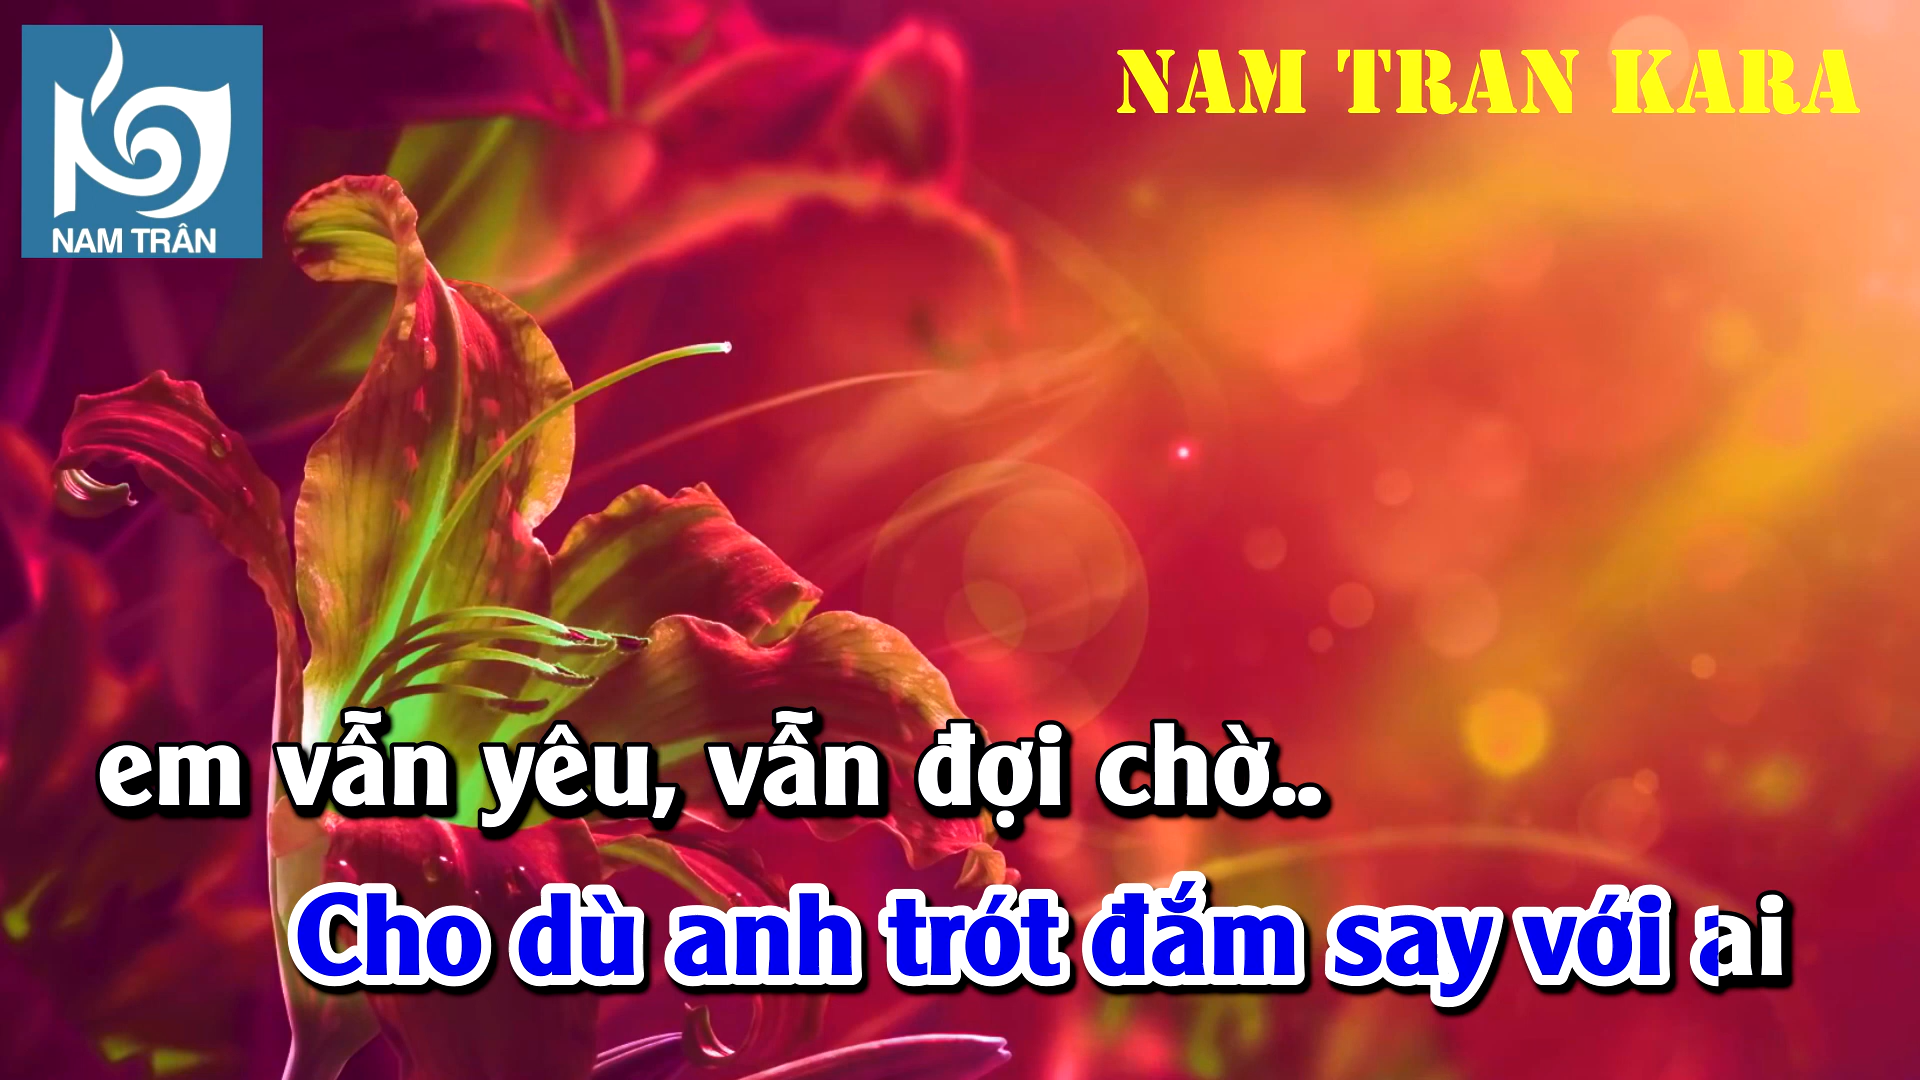 NAM TRAN KARA
NAM TRÂN
em vẫn yêu, vẫn đợi chờ..
Cho dù anh trót đắm say với ai